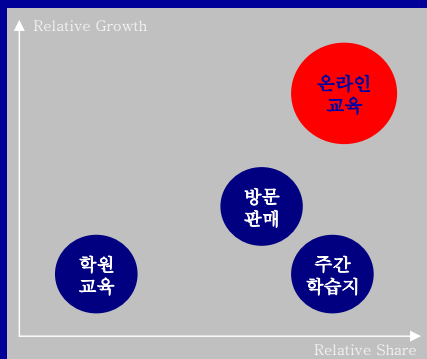 Relative Growth
온라인
교육
방문
판매
학원
교육
주간
학습지
Relative Share